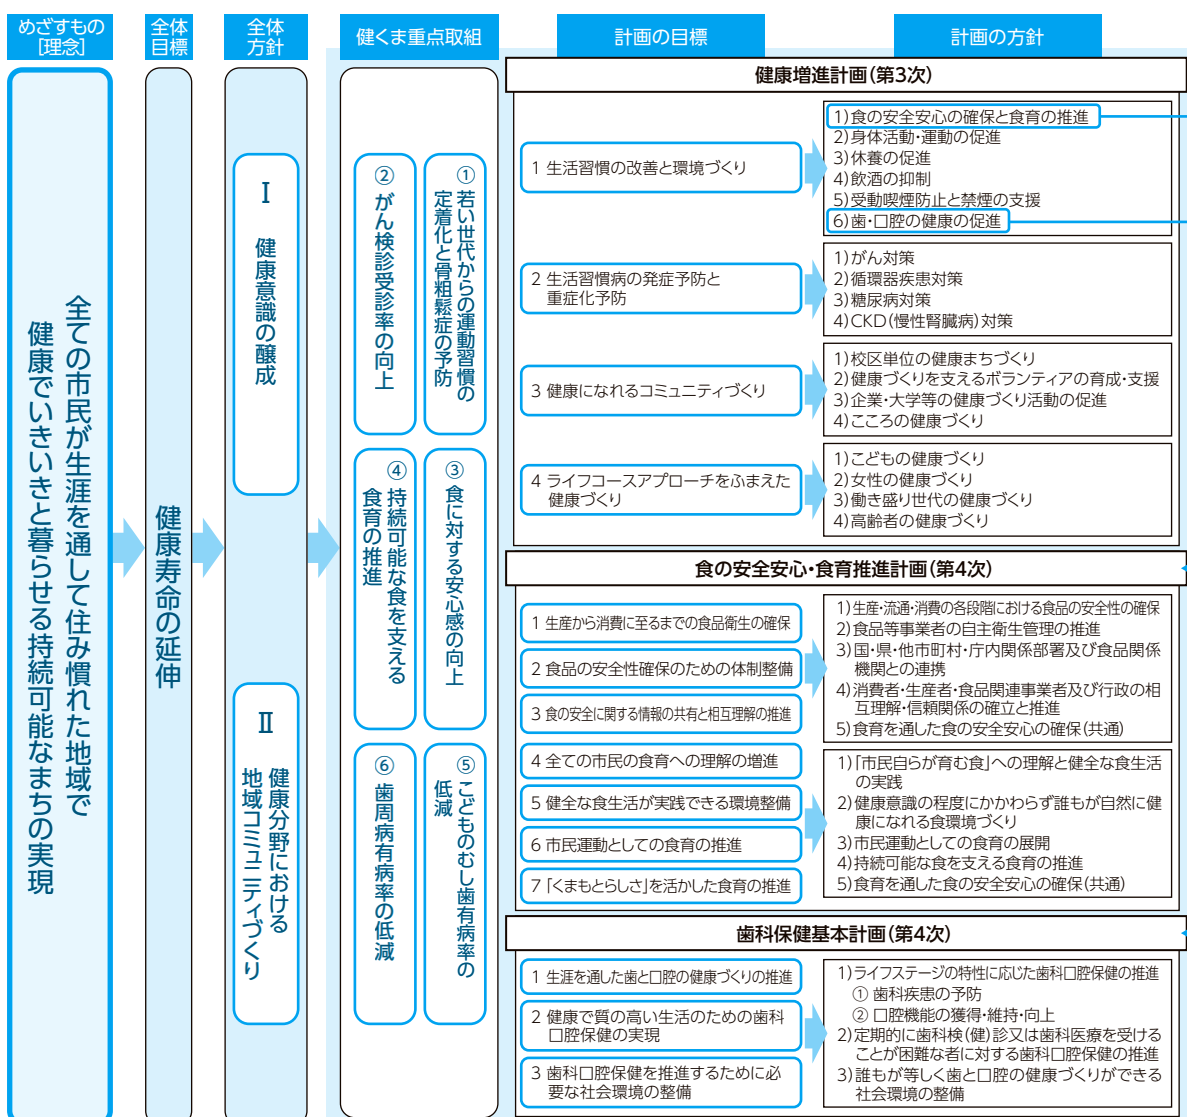 めざすもの
[理念]
全体
目標
全体
方針
健くま重点取組
計画の目標
計画の方針
全ての市民が生涯を通して住み慣れた地域で
健康でいきいきと暮らせる持続可能なまちの実現
健康寿命の延伸
Ⅰ 健康意識の醸成
Ⅱ 健康分野における
地域コミュニティづくり
① 若い世代からの運動習慣の
定着化と骨粗鬆症の予防
② がん検診受診率の向上
③ 食に対する安心感の向上
④ 持続可能な食を支える
食育の推進
⑤ こどものむし歯有病率の
低減
⑥ 歯周病有病率の低減
健康増進計画(第3次)
1 生活習慣の改善と環境づくり
1)食の安全安心の確保と食育の推進
2)身体活動・運動の促進
3)休養の促進
4)飲酒の抑制
5)受動喫煙防止と禁煙の支援
6)歯・口腔の健康の促進
2 生活習慣病の発症予防と
重症化予防
1)がん対策
2)循環器疾患対策
3)糖尿病対策
4)CKD(慢性腎臓病)対策
3 健康になれるコミュニティづくり
1)校区単位の健康まちづくり
2)健康づくりを支えるボランティアの育成・支援
3)企業・大学等の健康づくり活動の促進
4)こころの健康づくり
4 ライフコースアプローチをふまえた
健康づくり
1)こどもの健康づくり
2)女性の健康づくり
3)働き盛り世代の健康づくり
4)高齢者の健康づくり
食の安全安心・食育推進計画(第4次)
1 生産から消費に至るまでの食品衛生の確保
2 食品の安全性確保のための体制整備
3 食の安全に関する情報の共有と相互理解の推進
1)生産・流通・消費の各段階における食品の安全性の確保
2)食品等事業者の自主衛生管理の推進
3)国・県・他市町村・庁内関係部署及び食品関係
機関との連携
4)消費者・生産者・食品関連事業者及び行政の相
互理解・信頼関係の確立と推進
5)食育を通した食の安全安心の確保(共通)
4 全ての市民の食育への理解の増進
5 健全な食生活が実践できる環境整備
6 市民運動としての食育の推進
7 「くまもとらしさ」を活かした食育の推進
1)「市民自らが育む食」への理解と健全な食生活
の実践
2)健康意識の程度にかかわらず誰もが自然に健
康になれる食環境づくり
3)市民運動としての食育の展開
4)持続可能な食を支える食育の推進
5)食育を通した食の安全安心の確保(共通)
歯科保健基本計画(第4次)
1 生涯を通した歯と口腔の健康づくりの推進
2 健康で質の高い生活のための歯科
口腔保健の実現
3 歯科口腔保健を推進するために必
要な社会環境の整備
1)ライフステージの特性に応じた歯科口腔保健の推進
① 歯科疾患の予防
② 口腔機能の獲得・維持・向上
2)定期的に歯科検(健)診又は歯科医療を受ける
ことが困難な者に対する歯科口腔保健の推進
3)誰もが等しく歯と口腔の健康づくりができる
社会環境の整備